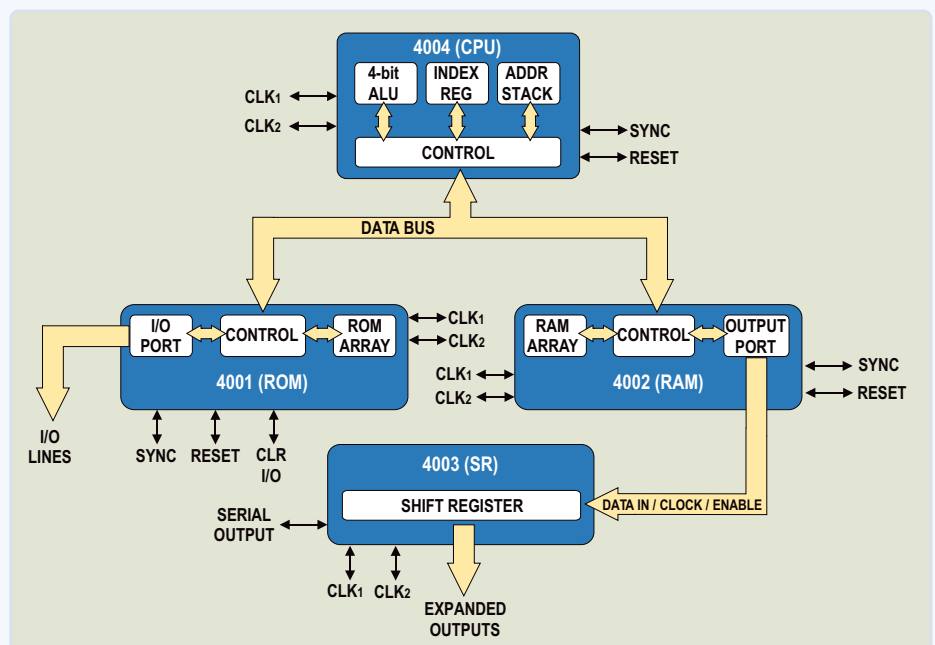 4004 (CPU)
4-bit
ALU
INDEX
REG
ADDR
STACK
CLK1
CLK2
CONTROL
SYNC
RESET
DATA BUS
I/O
PORT
CONTROL
ROM
ARRAY
4001 (ROM)
CLK1
CLK2
RAM
ARRAY
CONTROL
OUTPUT
PORT
4002 (RAM)
CLK1
CLK2
SYNC
RESET
I/O
LINES
SYNC
RESET
CLR
I/O
4003 (SR)
SHIFT REGISTER
DATA IN / CLOCK / ENABLE
SERIAL
OUTPUT
CLK1
CLK2
EXPANDED
OUTPUTS